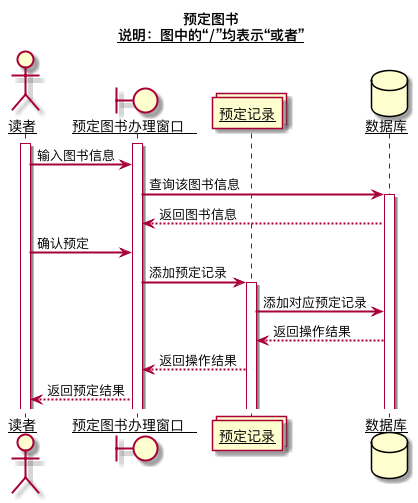 预定图书
说明：图中的“/”均表示“或者”
读者
预定图书办理窗口
预定记录
数据库
输入图书信息
查询该图书信息
返回图书信息
确认预定
添加预定记录
添加对应预定记录
返回操作结果
返回操作结果
返回预定结果
读者
预定图书办理窗口
预定记录
数据库